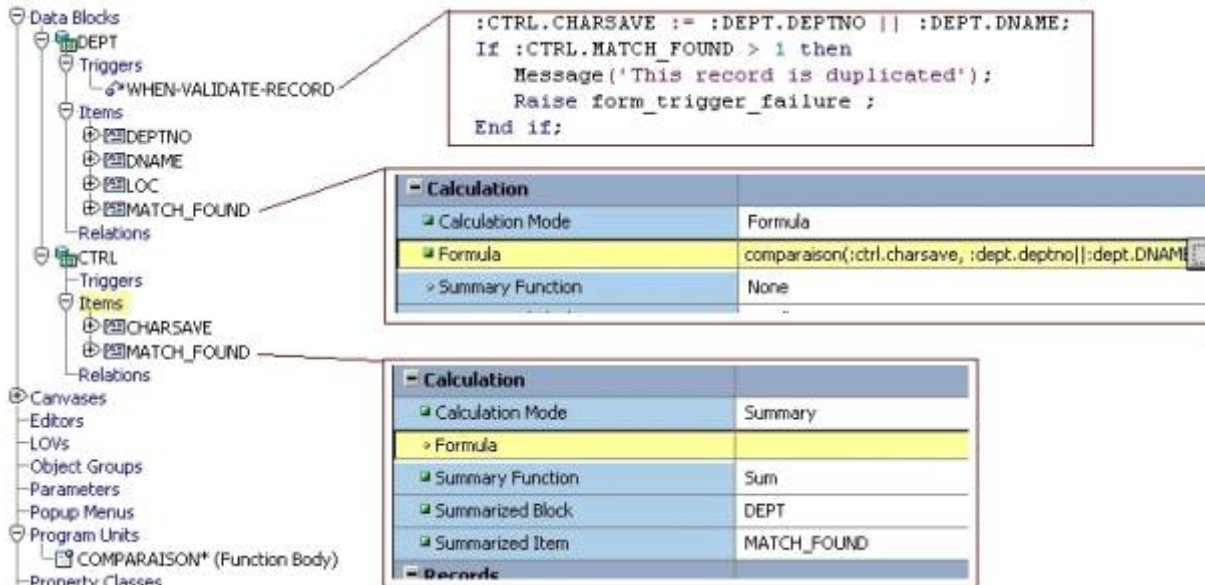 Data Blocks
DEPT
Triggers
WHEN-VALIDATE-RECORD
Items
DEPTNO
DNAME
LOC
MATCH_FOUND
Relations
CTRL
Triggers
Items
CHARSAVE
MATCH_FOUND
Relations
Canvases
Editors
LOVs
Object Groups
Parameters
Popup Menus
Program Units
COMPARAISON* (Function Body)
Property Classes
:CTRL.CHARSAVE := :DEPT.DEPTNO || :DEPT.DNAME;
If :CTRL.MATCH_FOUND > 1 then
Message('This record is duplicated');
Raise form_trigger_failure ;
End if;
Calculation
Calculation Mode Formula
Formula comparaison(:ctrl.charsave, :dept.deptno||:dept.DNAME
Summary Function None
Calculation
Calculation Mode Summary
Formula
Summary Function Sum
Summarized Block DEPT
Summarized Item MATCH_FOUND
Records